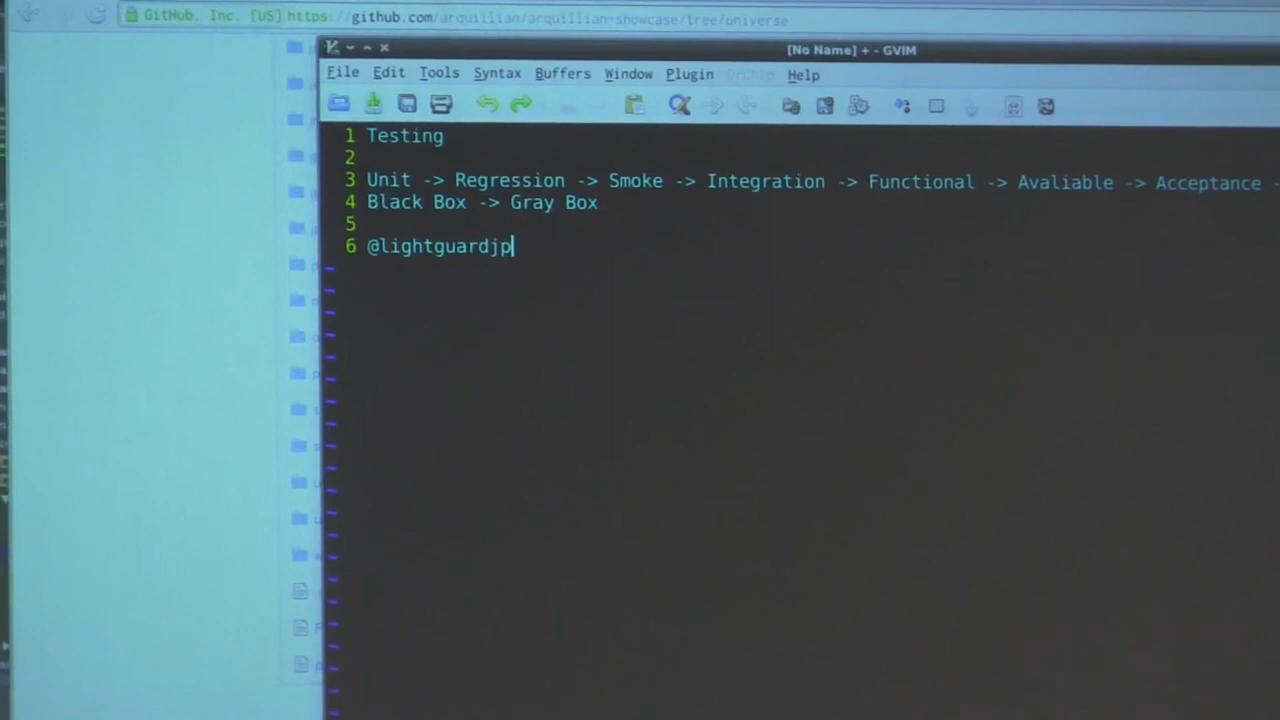 GitHub, Inc. [US] https://github.com/arquillian/arquillian-showcase/tree/universe
[No Name] + - GVIM
File Edit Tools Syntax Buffers Window Plugin DrChip Help
1 Testing
2
3 Unit -> Regression -> Smoke -> Integration -> Functional -> Avaliable -> Acceptance -
4 Black Box -> Gray Box
5
6 @lightguardjp